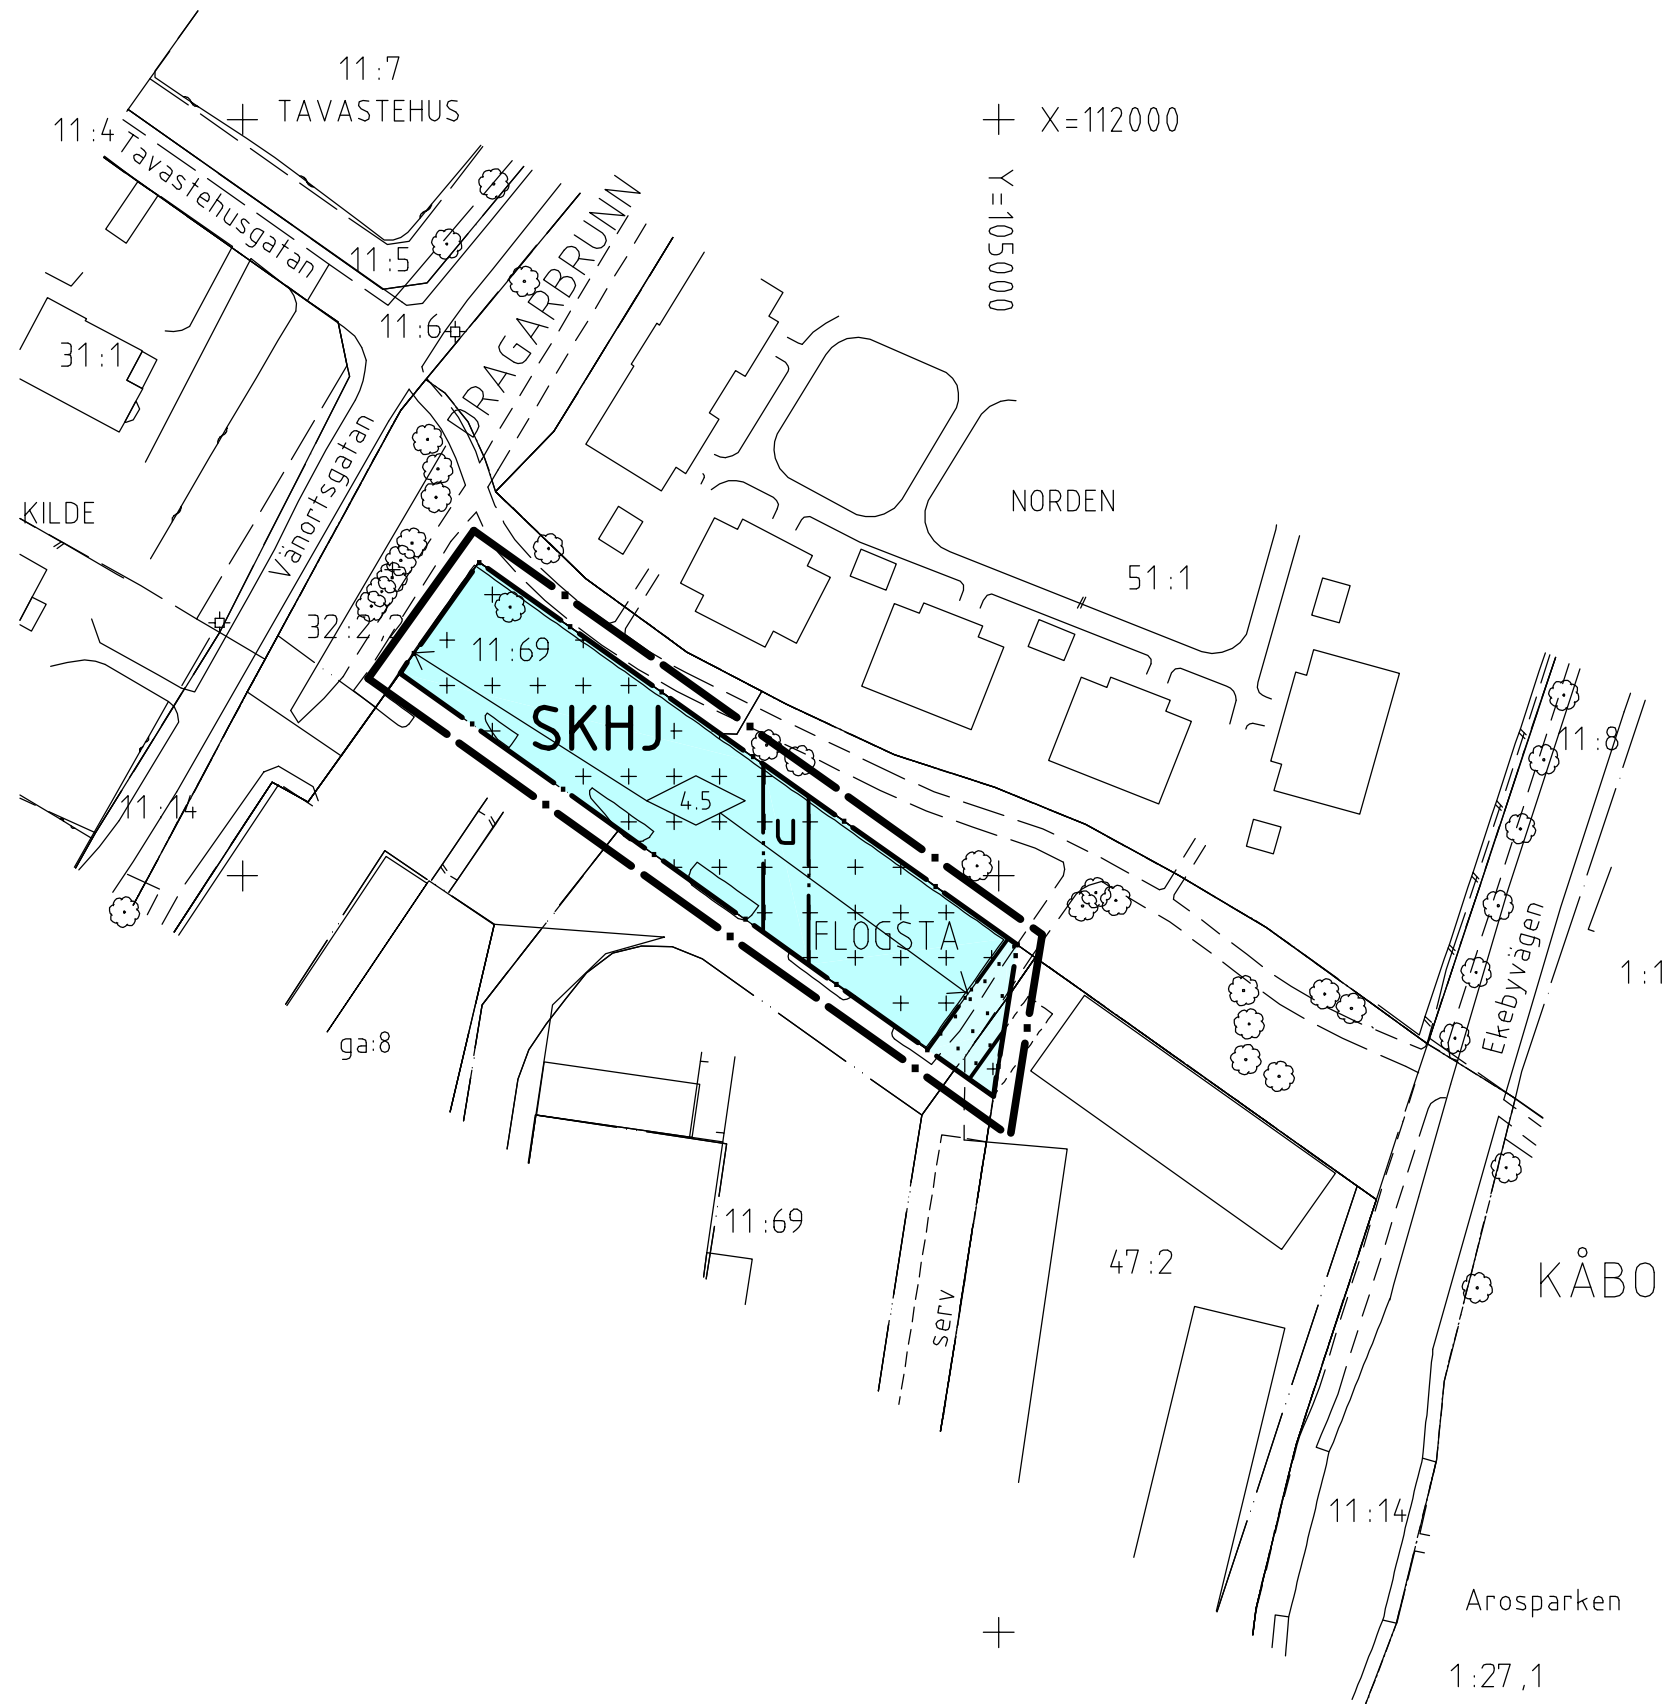 11:7
TAVASTEHUS
X=112000
11:4
Tavastehusgatan
Y=105000
DRAGARBRUNN
11:5
11:6
31:1
Vänortsgatan
KILDE
NORDEN
51:1
32:2
11:69
SKHJ
11:8
4.5
11:14
u
FLOGSTA
Ekebyvägen
1:1
ga:8
11:69
47:2
KÅBO
serv
11:14
Arosparken
1:27,1